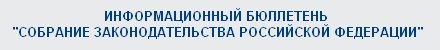 ИНФОРМАЦИОННЫЙ БЮЛЛЕТЕНЬ
"СОБРАНИЕ ЗАКОНОДАТЕЛЬСТВА РОССИЙСКОЙ ФЕДЕРАЦИИ"